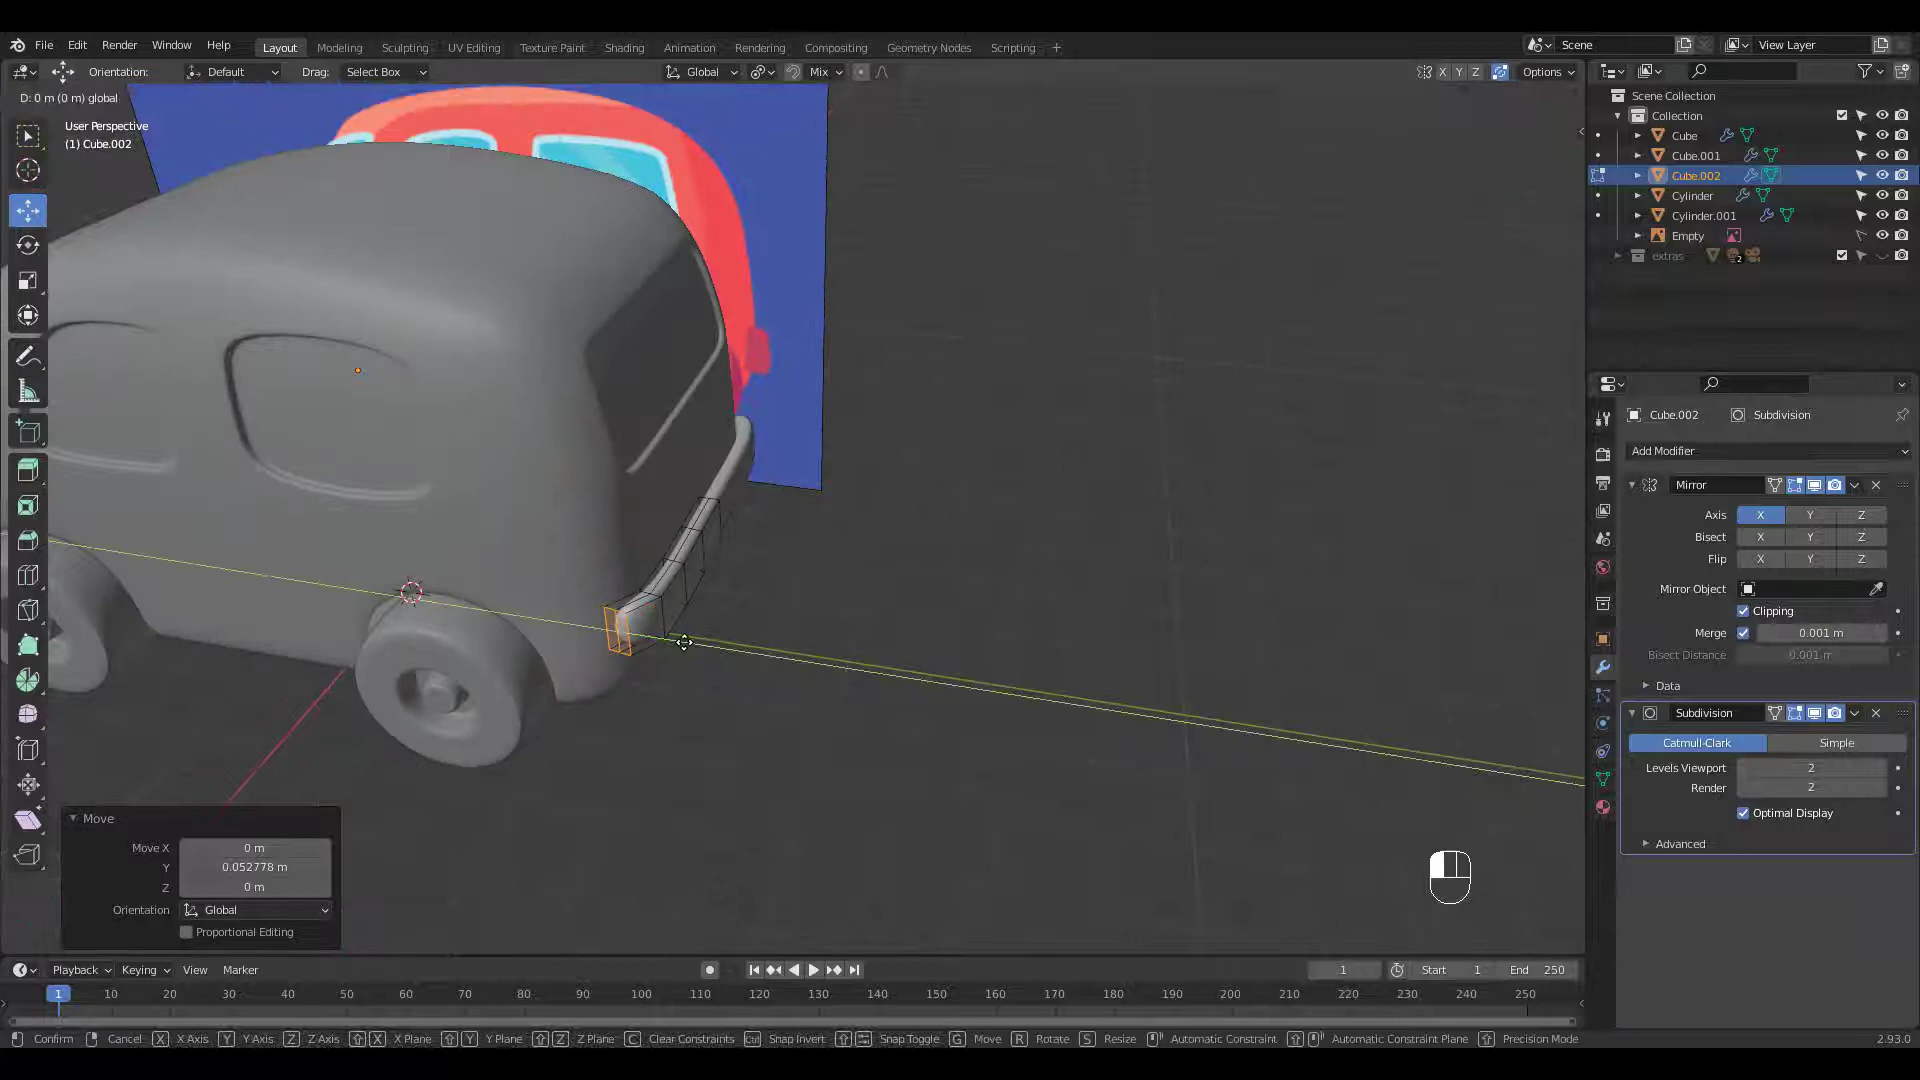 File Edit Render Window Help
Layout Modeling Sculpting UV Editing Texture Paint Shading Animation Rendering Compositing Geometry Nodes Scripting +
Scene
View Layer
Orientation: Default Drag: Select Box
Global
Mix
X Y Z
Options
D: 0 m (0 m) global
User Perspective
(1) Cube.002
Scene Collection
Collection
Cube
Cube.001
Cube.002
Cylinder
Cylinder.001
Empty
extras
2
Cube.002 Subdivision
Add Modifier
Mirror
Axis X Y Z
Bisect X Y Z
Flip X Y Z
Mirror Object
Clipping
Merge 0.001 m
Bisect Distance 0.001 m
Data
Subdivision
Catmull-Clark Simple
Levels Viewport 2
Render 2
Optimal Display
Advanced
Move
Move X 0 m
Y 0.052778 m
Z 0 m
Orientation Global
Proportional Editing
Playback Keying View Marker
1 Start 1 End 250
1 10 20 30 40 50 60 70 80 90 100 110 120 130 140 150 160 170 180 190 200 210 220 230 240 250
Confirm Cancel X X Axis Y Y Axis Z Z Axis X X Plane Y Y Plane Z Z Plane C Clear Constraints Ctrl Snap Invert Snap Toggle G Move R Rotate S Resize Automatic Constraint Automatic Constraint Plane Precision Mode
2.93.0